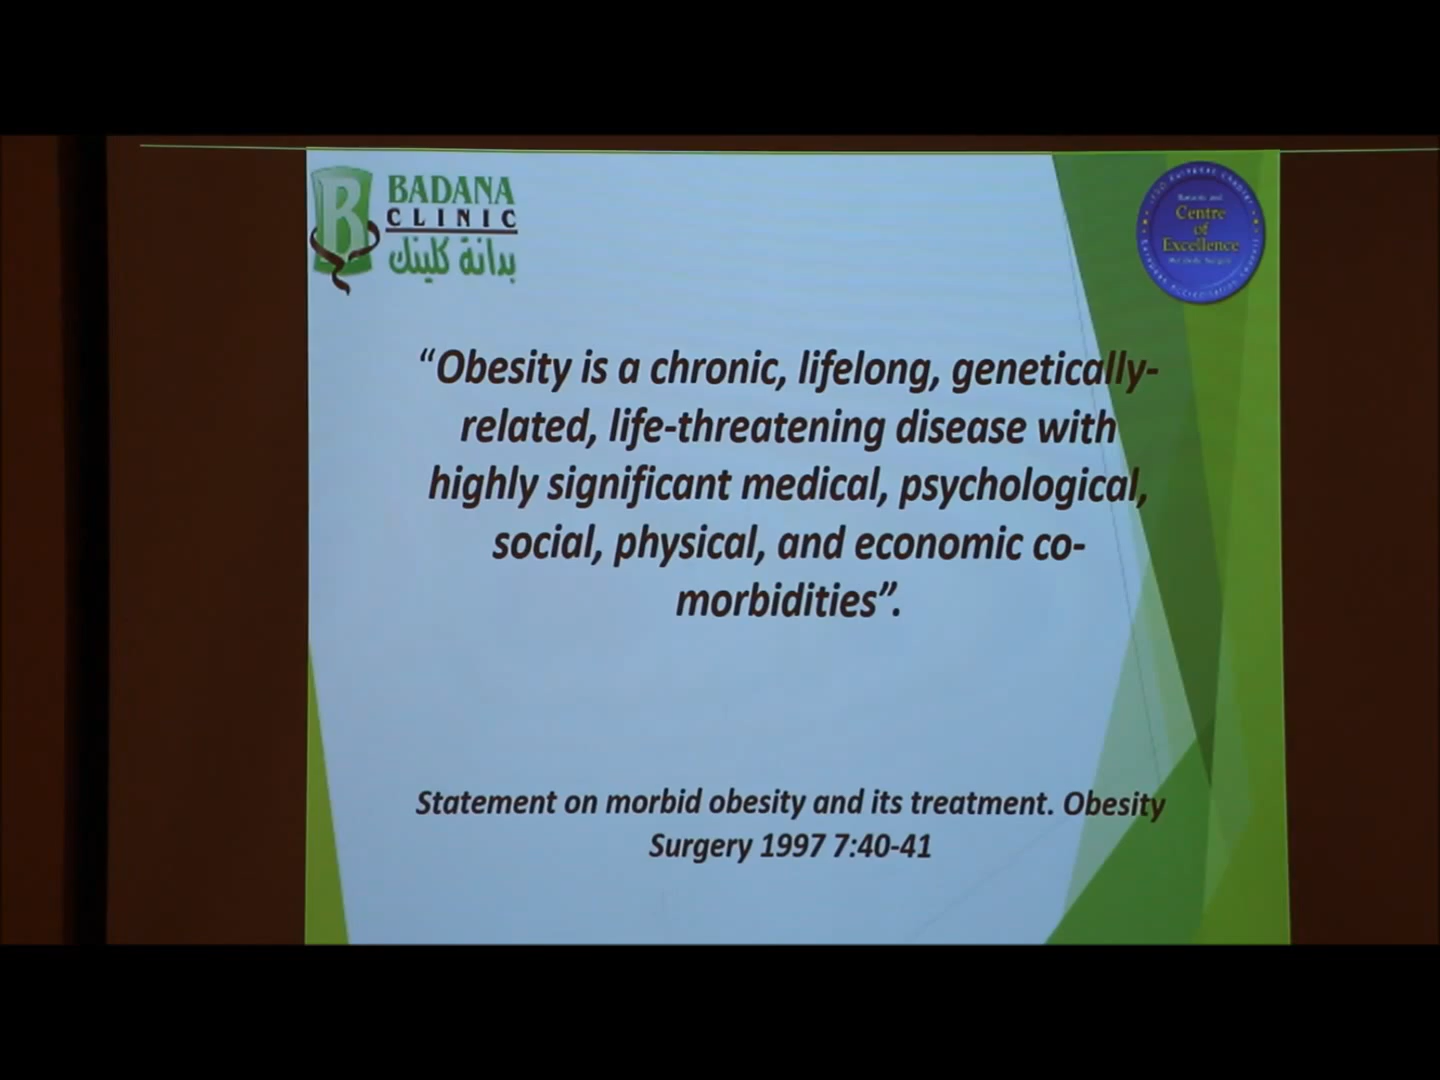 BADANA
CLINIC
بدانة كلينك
Centre
of
Excellence
“Obesity is a chronic, lifelong, genetically-
related, life-threatening disease with
highly significant medical, psychological,
social, physical, and economic co-
morbidities”.
Statement on morbid obesity and its treatment. Obesity
Surgery 1997 7:40-41